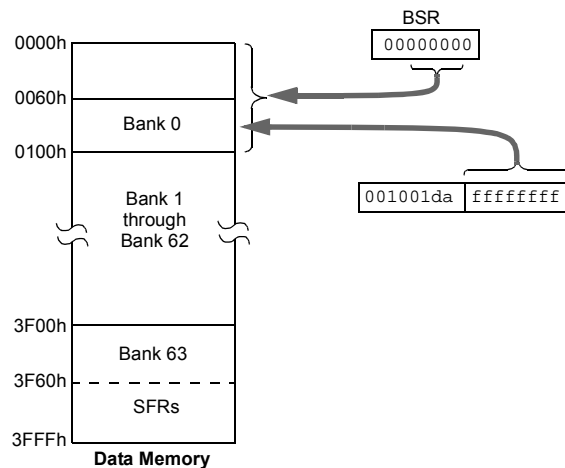 BSR
0000h
00000000
0060h
Bank 0
0100h
001001da ffffffff
Bank 1
through
Bank 62
3F00h
Bank 63
3F60h
SFRs
3FFFh
Data Memory